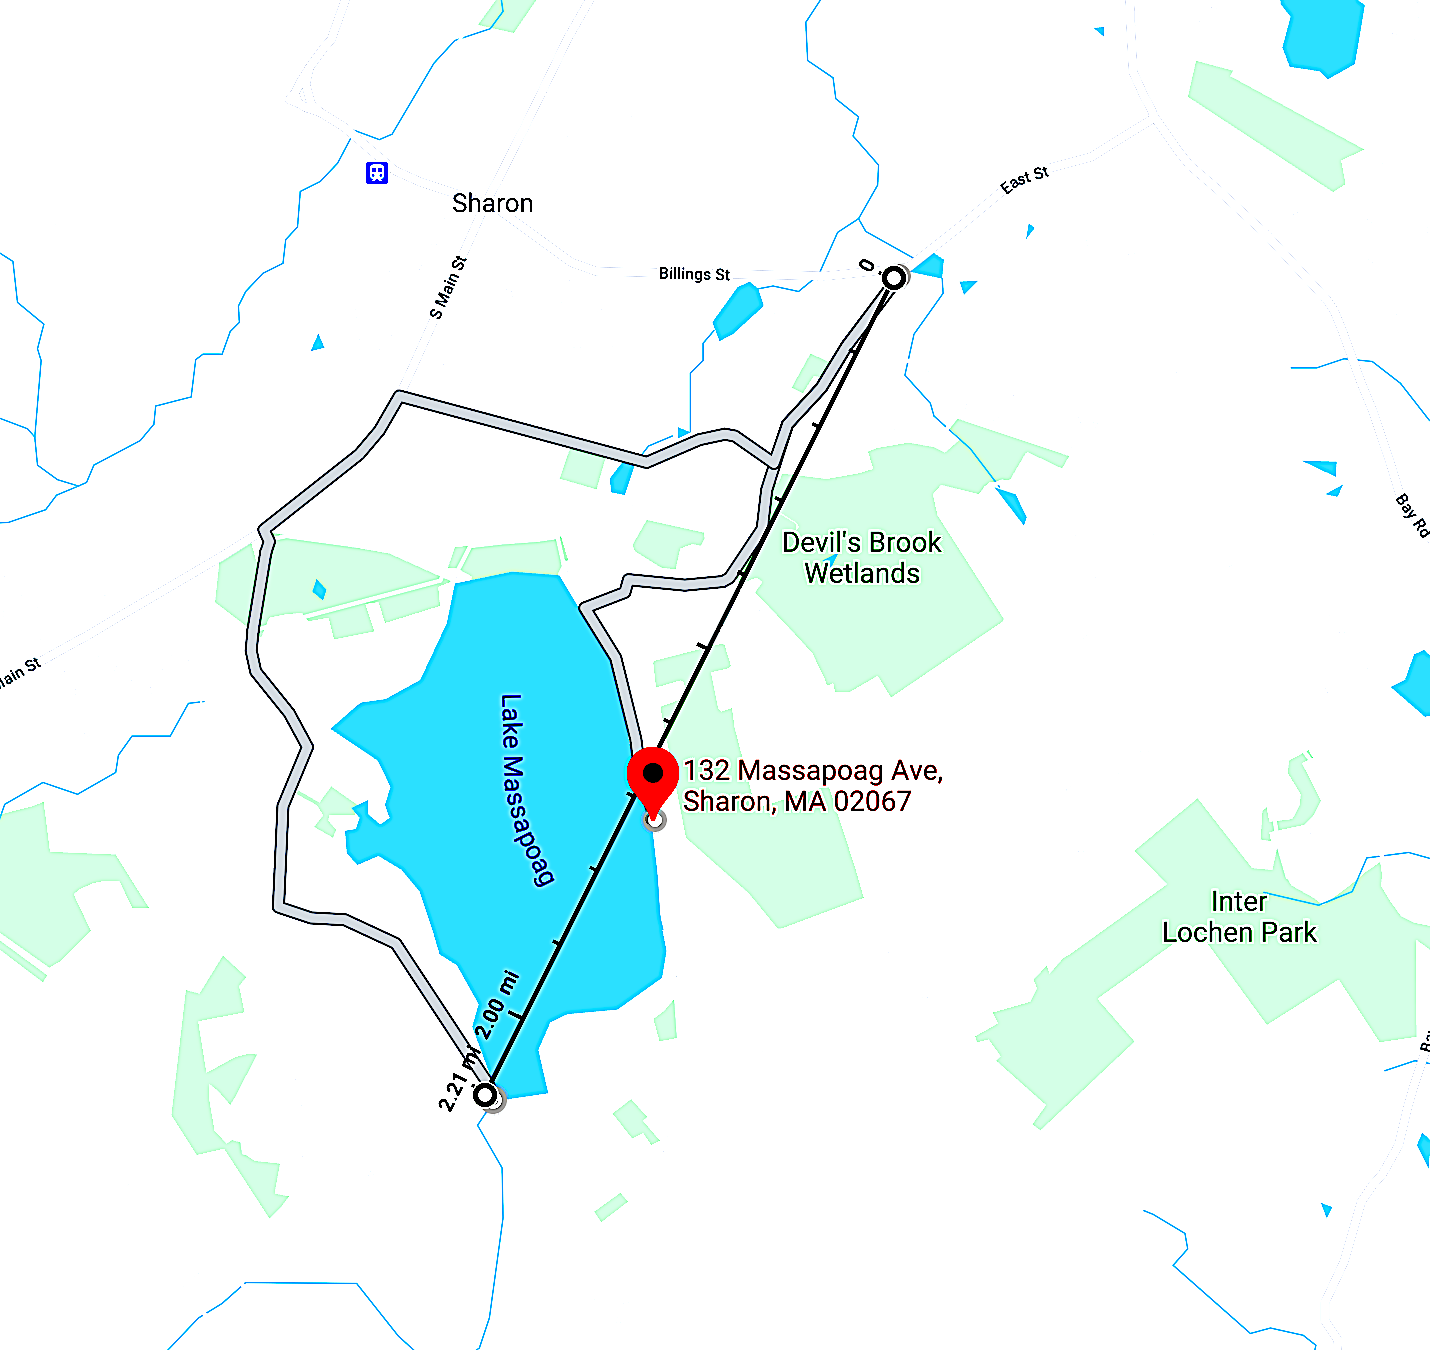 East St
Sharon
0
Billings St
S Main St
Bay Rd
Devil's Brook
Wetlands
Main St
Lake Massapoag
132 Massapoag Ave,
Sharon, MA 02067
Inter
Lochen Park
2.00 mi
2.21 mi